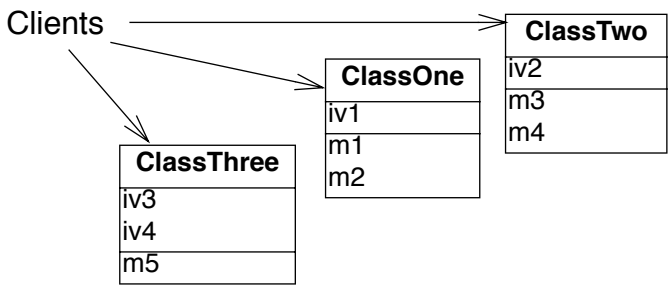 Clients
ClassTwo
iv2
m3
m4
ClassOne
iv1
m1
m2
ClassThree
iv3
iv4
m5